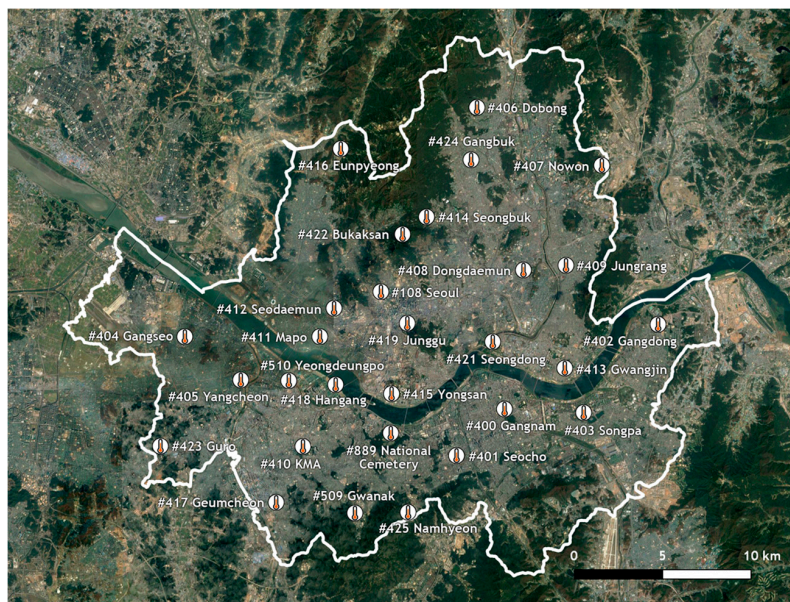 #406 Dobong
#424 Gangbuk
#416 Eunpyeong
#407 Nowon
#414 Seongbuk
#422 Bukaksan
#408 Dongdaemun
#409 Jungrang
#108 Seoul
#412 Seodaemun
#419 Junggu
#402 Gangdong
#404 Gangseo
#411 Mapo
#421 Seongdong
#413 Gwangjin
#510 Yeongdeungpo
#405 Yangcheon
#418 Hangang
#415 Yongsan
#400 Gangnam
#403 Songpa
#423 Guro
#410 KMA
#889 National
Cemetery
#401 Seocho
#417 Geumcheon
#509 Gwanak
#425 Namhyeon
0 5 10 km